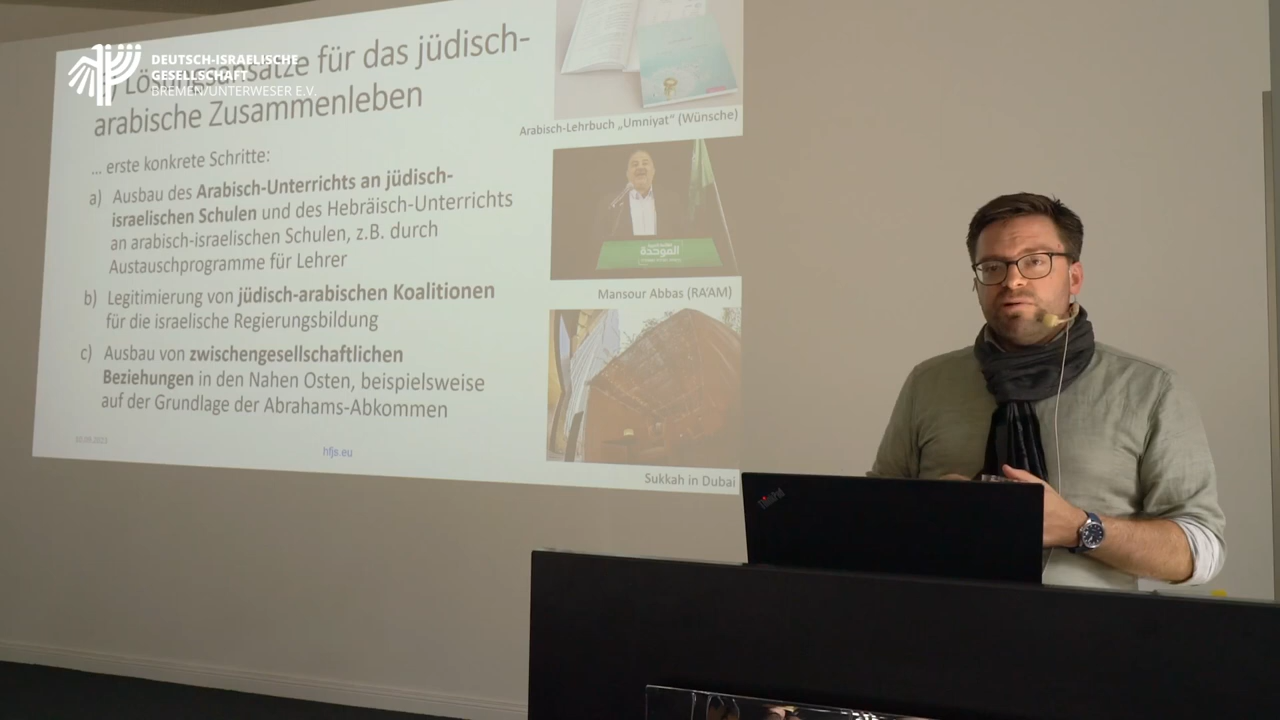 DEUTSCH-ISRAELISCHE
GESELLSCHAFT
BREMEN/UNTERWESER E.V.
Lösungsansätze für das jüdisch-
arabische Zusammenleben
... erste konkrete Schritte:
a) Ausbau des Arabisch-Unterrichts an jüdisch-
israelischen Schulen und des Hebräisch-Unterrichts
an arabisch-israelischen Schulen, z.B. durch
Austauschprogramme für Lehrer
b) Legitimierung von jüdisch-arabischen Koalitionen
für die israelische Regierungsbildung
c) Ausbau von zwischengesellschaftlichen
Beziehungen in den Nahen Osten, beispielsweise
auf der Grundlage der Abrahams-Abkommen
hfjs.eu
Arabisch-Lehrbuch „Umniyat“ (Wünsche)
الموحدة
Mansour Abbas (RA'AM)
Sukkah in Dubai
ThinkPad